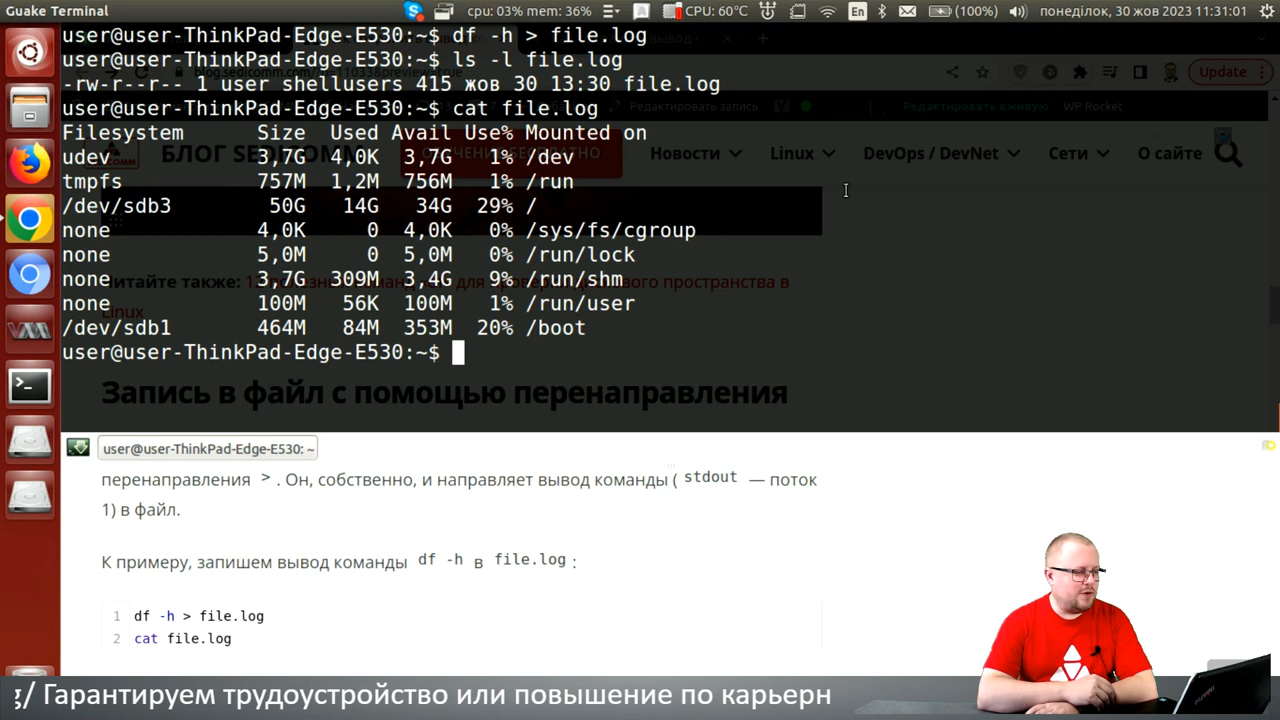 Guake Terminal
cpu: 03% mem: 36%
CPU: 60°C
En
(100%)
понеділок, 30 жов 2023 11:31:01
user@user-ThinkPad-Edge-E530:~$ df -h > file.log
user@user-ThinkPad-Edge-E530:~$ ls -l file.log
Update
-rw-r--r-- 1 user shellusers 415 жов 30 13:30 file.log
user@user-ThinkPad-Edge-E530:~$ cat file.log
Редактировать запись
Редактировать вживую
WP Rocket
Filesystem Size Used Avail Use% Mounted on
udev 3,7G 4,0K 3,7G 1% /dev
БЛОГ SEDICOMM
Новости
Linux
DevOps / DevNet
Сети
О сайте
tmpfs 757M 1,2M 756M 1% /run
/dev/sdb3 50G 14G 34G 29% /
none 4,0K 0 4,0K 0% /sys/fs/cgroup
none 5,0M 0 5,0M 0% /run/lock
none 3,7G 309M 3,4G 9% /run/shm
none 100M 56K 100M 1% /run/user
Linux
/dev/sdb1 464M 84M 353M 20% /boot
user@user-ThinkPad-Edge-E530:~$
Запись в файл с помощью перенаправления
user@user-ThinkPad-Edge-E530: ~
перенаправления > . Он, собственно, и направляет вывод команды ( stdout — поток
1) в файл.
К примеру, запишем вывод команды df -h в file.log :
1 df -h > file.log
2 cat file.log
g/ Гарантируем трудоустройство или повышение по карьерн